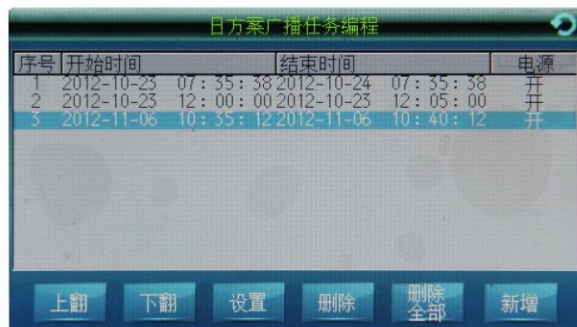 日方案广播任务编程
序号 开始时间 结束时间 电源
1 2012-10-23 07:35:38 2012-10-24 07:35:38 开
2 2012-10-23 12:00:00 2012-10-23 12:05:00 开
3 2012-11-06 10:35:12 2012-11-06 10:40:12 开
上翻 下翻 设置 删除 删除全部 新增